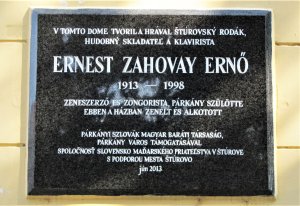 V TOMTO DOME TVORIL A HRÁVAL ŠTÚROVSKÝ RODÁK,
HUDOBNÝ SKLADATEĽ A KLAVIRISTA
ERNEST ZAHOVAY ERNŐ
1913 — 1998
ZENESZERZŐ ÉS ZONGORISTA, PÁRKÁNY SZÜLÖTTE
EBBEN A HÁZBAN ZENÉLT ÉS ALKOTOTT
PÁRKÁNYI SZLOVÁK MAGYAR BARÁTI TÁRSASÁG,
PÁRKÁNY VÁROS TÁMOGATÁSÁVAL
SPOLOČNOSŤ SLOVENSKO MAĎARSKÉHO PRIATEĽSTVA V ŠTÚROVE
S PODPOROU MESTA ŠTÚROVO
jún 2013